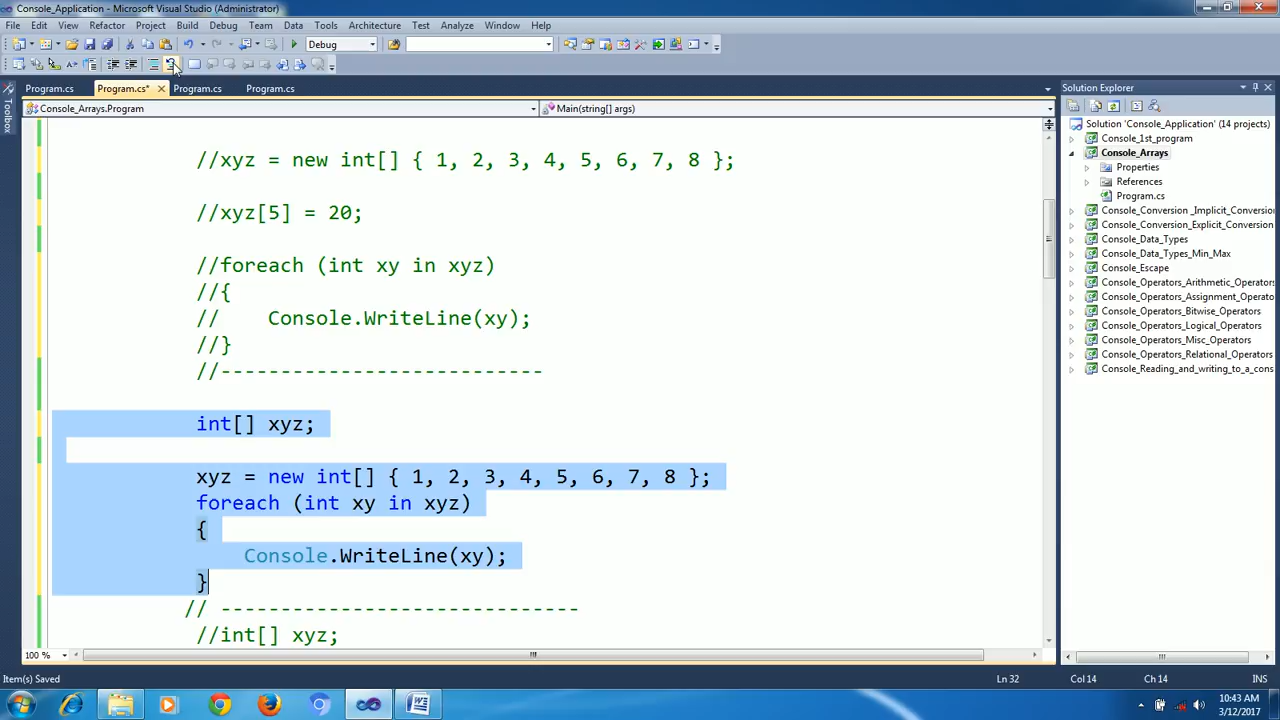 Console_Application - Microsoft Visual Studio (Administrator)
File Edit View Refactor Project Build Debug Team Data Tools Architecture Test Analyze Window Help
Debug
Program.cs Program.cs* Program.cs Program.cs
Toolbox
Console_Arrays.Program Main(string[] args)
//xyz = new int[] { 1, 2, 3, 4, 5, 6, 7, 8 };
//xyz[5] = 20;
//foreach (int xy in xyz)
//{
//    Console.WriteLine(xy);
//}
//---------------------------
int[] xyz;
xyz = new int[] { 1, 2, 3, 4, 5, 6, 7, 8 };
foreach (int xy in xyz)
{
Console.WriteLine(xy);
}
// ------------------------------
//int[] xyz;
100 %
Solution Explorer
Solution 'Console_Application' (14 projects)
Console_1st_program
Console_Arrays
Properties
References
Program.cs
Console_Conversion _Implicit_Conversio
Console_Conversion_Explicit_Conversion
Console_Data_Types
Console_Data_Types_Min_Max
Console_Escape
Console_Operators_Arithmetic_Operators
Console_Operators_Assignment_Operato
Console_Operators_Bitwise_Operators
Console_Operators_Logical_Operators
Console_Operators_Misc_Operators
Console_Operators_Relational_Operators
Console_Reading_and_writing_to_a_cons
Item(s) Saved Ln 32 Col 14 Ch 14 INS
10:43 AM
3/12/2017